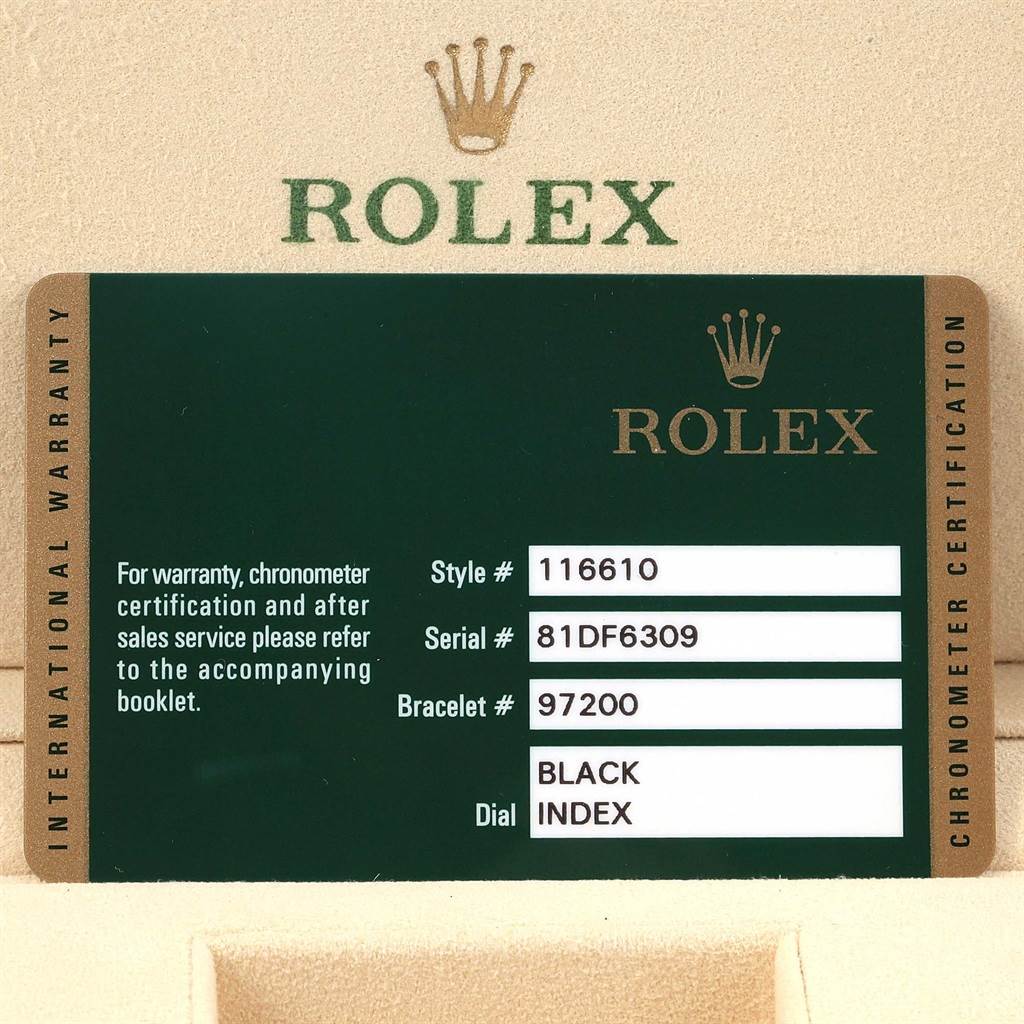 ROLEX
INTERNATIONAL WARRANTY
ROLEX
For warranty, chronometer
certification and after
sales service please refer
to the accompanying
booklet.
Style # 116610
Serial # 81DF6309
Bracelet # 97200
Dial BLACK
INDEX
CHRONOMETER CERTIFICATION